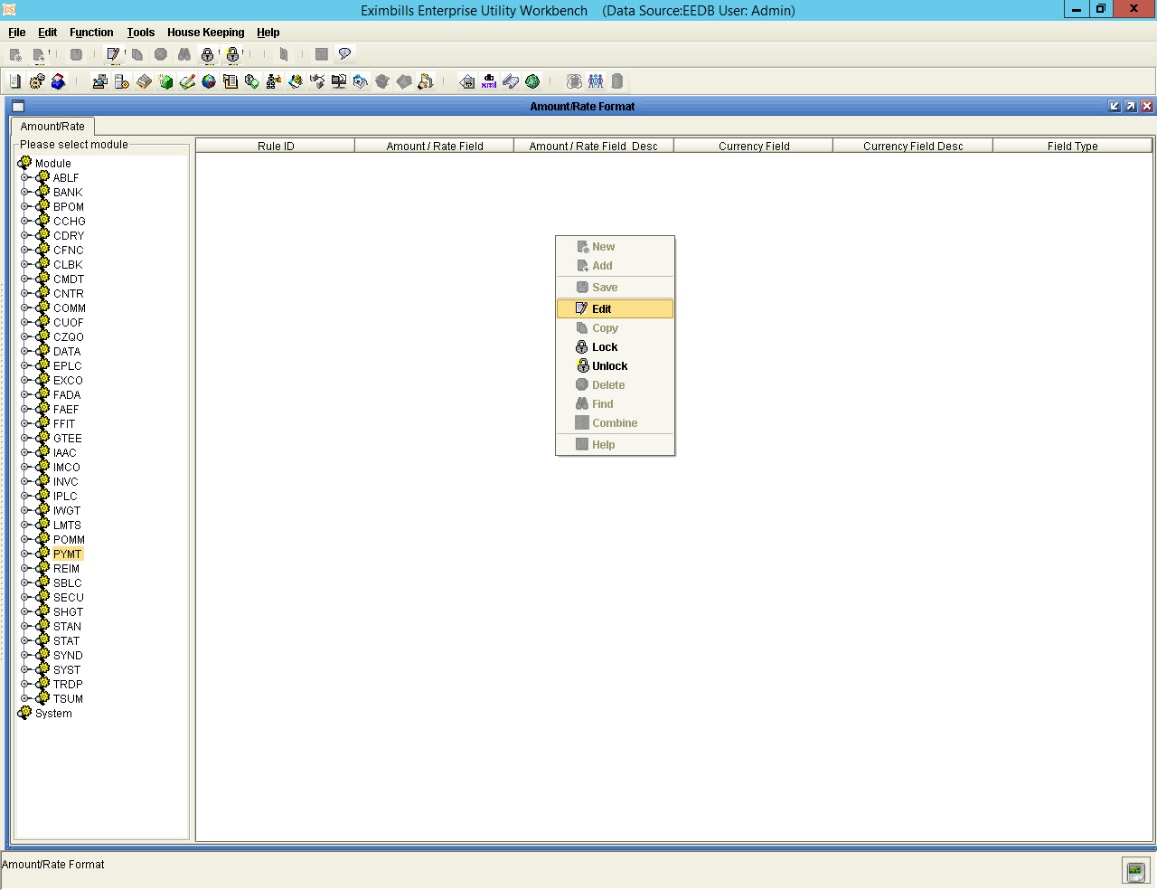 Eximbills Enterprise Utility Workbench (Data Source:EEDB User: Admin)
File Edit Function Tools House Keeping Help
Amount/Rate Format
Amount/Rate
Please select module
Rule ID Amount / Rate Field Amount / Rate Field Desc Currency Field Currency Field Desc Field Type
Module
ABLF
BANK
BPOM
CCHG
CDRY
CFNC
CLBK
CMDT
CNTR
COMM
CUOF
CZQO
DATA
EPLC
EXCO
FADA
FAEF
FFIT
GTEE
IAAC
IMCO
INVC
IPLC
IWGT
LMTS
POMM
PYMT
REIM
SBLC
SECU
SHGT
STAN
STAT
SYND
SYST
TRDP
TSUM
System
New
Add
Save
Edit
Copy
Lock
Unlock
Delete
Find
Combine
Help
Amount/Rate Format